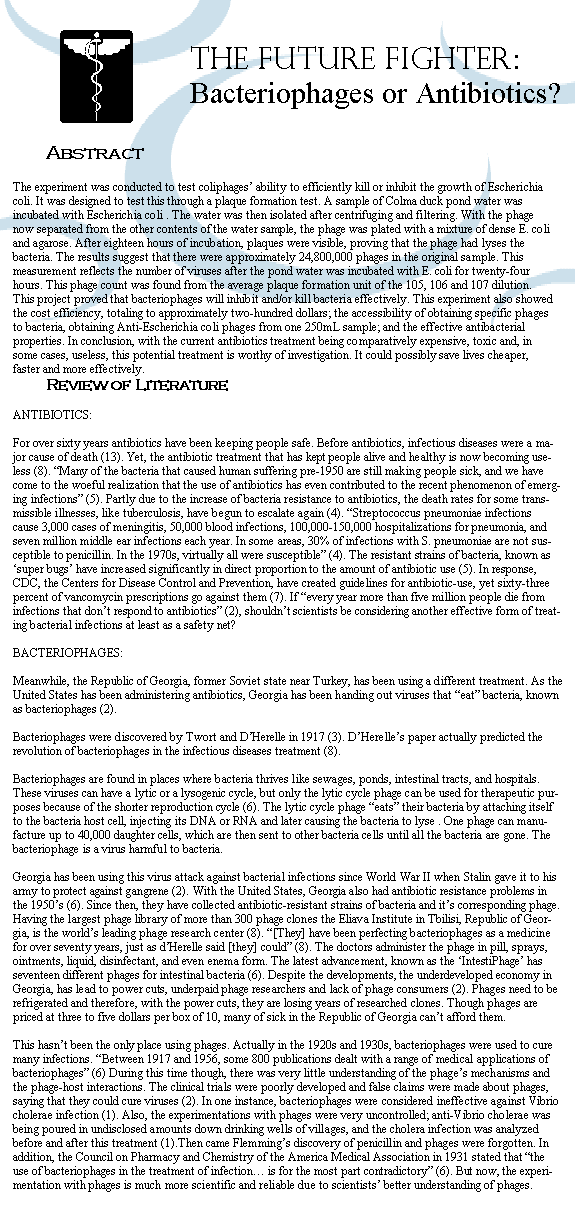 THE FUTURE FIGHTER:
Bacteriophages or Antibiotics?
ABSTRACT
The experiment was conducted to test coliphages’ ability to efficiently kill or inhibit the growth of Escherichia
coli. It was designed to test this through a plaque formation test. A sample of Colma duck pond water was
incubated with Escherichia coli . The water was then isolated after centrifuging and filtering. With the phage
now separated from the other contents of the water sample, the phage was plated with a mixture of dense E. coli
and agarose. After eighteen hours of incubation, plaques were visible, proving that the phage had lyses the
bacteria. The results suggest that there were approximately 24,800,000 phages in the original sample. This
measurement reflects the number of viruses after the pond water was incubated with E. coli for twenty-four
hours. This phage count was found from the average plaque formation unit of the 105, 106 and 107 dilution.
This project proved that bacteriophages will inhibit and/or kill bacteria effectively. This experiment also showed
the cost efficiency, totaling to approximately two-hundred dollars; the accessibility of obtaining specific phages
to bacteria, obtaining Anti-Escherichia coli phages from one 250mL sample; and the effective antibacterial
properties. In conclusion, with the current antibiotics treatment being comparatively expensive, toxic and, in
some cases, useless, this potential treatment is worthy of investigation. It could possibly save lives cheaper,
faster and more effectively.
REVIEW OF LITERATURE
ANTIBIOTICS:
For over sixty years antibiotics have been keeping people safe. Before antibiotics, infectious diseases were a ma-
jor cause of death (13). Yet, the antibiotic treatment that has kept people alive and healthy is now becoming use-
less (8). “Many of the bacteria that caused human suffering pre-1950 are still making people sick, and we have
come to the woeful realization that the use of antibiotics has even contributed to the recent phenomenon of emerg-
ing infections” (5). Partly due to the increase of bacteria resistance to antibiotics, the death rates for some trans-
missible illnesses, like tuberculosis, have begun to escalate again (4). “Streptococcus pneumoniae infections
cause 3,000 cases of meningitis, 50,000 blood infections, 100,000-150,000 hospitalizations for pneumonia, and
seven million middle ear infections each year. In some areas, 30% of infections with S. pneumoniae are not sus-
ceptible to penicillin. In the 1970s, virtually all were susceptible” (4). The resistant strains of bacteria, known as
‘super bugs’ have increased significantly in direct proportion to the amount of antibiotic use (5). In response,
CDC, the Centers for Disease Control and Prevention, have created guidelines for antibiotic-use, yet sixty-three
percent of vancomycin prescriptions go against them (7). If “every year more than five million people die from
infections that don’t respond to antibiotics” (2), shouldn’t scientists be considering another effective form of treat-
ing bacterial infections at least as a safety net?
BACTERIOPHAGES:
Meanwhile, the Republic of Georgia, former Soviet state near Turkey, has been using a different treatment. As the
United States has been administering antibiotics, Georgia has been handing out viruses that “eat” bacteria, known
as bacteriophages (2).
Bacteriophages were discovered by Twort and D’Herelle in 1917 (3). D’Herelle’s paper actually predicted the
revolution of bacteriophages in the infectious diseases treatment (8).
Bacteriophages are found in places where bacteria thrives like sewages, ponds, intestinal tracts, and hospitals.
These viruses can have a lytic or a lysogenic cycle, but only the lytic cycle phage can be used for therapeutic pur-
poses because of the shorter reproduction cycle (6). The lytic cycle phage “eats” their bacteria by attaching itself
to the bacteria host cell, injecting its DNA or RNA and later causing the bacteria to lyse . One phage can manu-
facture up to 40,000 daughter cells, which are then sent to other bacteria cells until all the bacteria are gone. The
bacteriophage is a virus harmful to bacteria.
Georgia has been using this virus attack against bacterial infections since World War II when Stalin gave it to his
army to protect against gangrene (2). With the United States, Georgia also had antibiotic resistance problems in
the 1950’s (6). Since then, they have collected antibiotic-resistant strains of bacteria and it’s corresponding phage.
Having the largest phage library of more than 300 phage clones the Eliava Institute in Tbilisi, Republic of Geor-
gia, is the world’s leading phage research center (8). “[They] have been perfecting bacteriophages as a medicine
for over seventy years, just as d’Herelle said [they] could” (8). The doctors administer the phage in pill, sprays,
ointments, liquid, disinfectant, and even enema form. The latest advancement, known as the ‘IntestiPhage’ has
seventeen different phages for intestinal bacteria (6). Despite the developments, the underdeveloped economy in
Georgia, has lead to power cuts, underpaid phage researchers and lack of phage consumers (2). Phages need to be
refrigerated and therefore, with the power cuts, they are losing years of researched clones. Though phages are
priced at three to five dollars per box of 10, many of sick in the Republic of Georgia can’t afford them.
This hasn’t been the only place using phages. Actually in the 1920s and 1930s, bacteriophages were used to cure
many infections. “Between 1917 and 1956, some 800 publications dealt with a range of medical applications of
bacteriophages” (6) During this time though, there was very little understanding of the phage’s mechanisms and
the phage-host interactions. The clinical trials were poorly developed and false claims were made about phages,
saying that they could cure viruses (2). In one instance, bacteriophages were considered ineffective against Vibrio
cholerae infection (1). Also, the experimentations with phages were very uncontrolled; anti-Vibrio cholerae was
being poured in undisclosed amounts down drinking wells of villages, and the cholera infection was analyzed
before and after this treatment (1).Then came Flemming’s discovery of penicillin and phages were forgotten. In
addition, the Council on Pharmacy and Chemistry of the America Medical Association in 1931 stated that “the
use of bacteriophages in the treatment of infection… is for the most part contradictory” (6). But now, the experi-
mentation with phages is much more scientific and reliable due to scientists’ better understanding of phages.